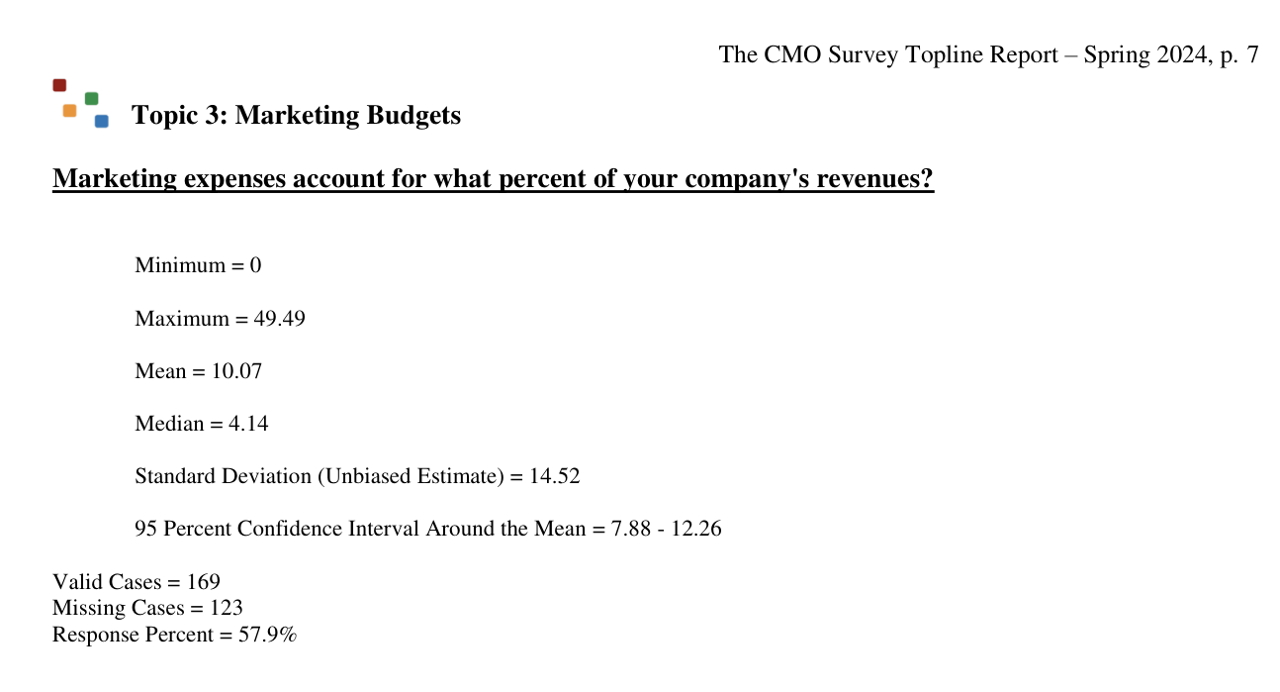 The CMO Survey Topline Report – Spring 2024, p. 7
Topic 3: Marketing Budgets
Marketing expenses account for what percent of your company's revenues?
Minimum = 0
Maximum = 49.49
Mean = 10.07
Median = 4.14
Standard Deviation (Unbiased Estimate) = 14.52
95 Percent Confidence Interval Around the Mean = 7.88 - 12.26
Valid Cases = 169
Missing Cases = 123
Response Percent = 57.9%